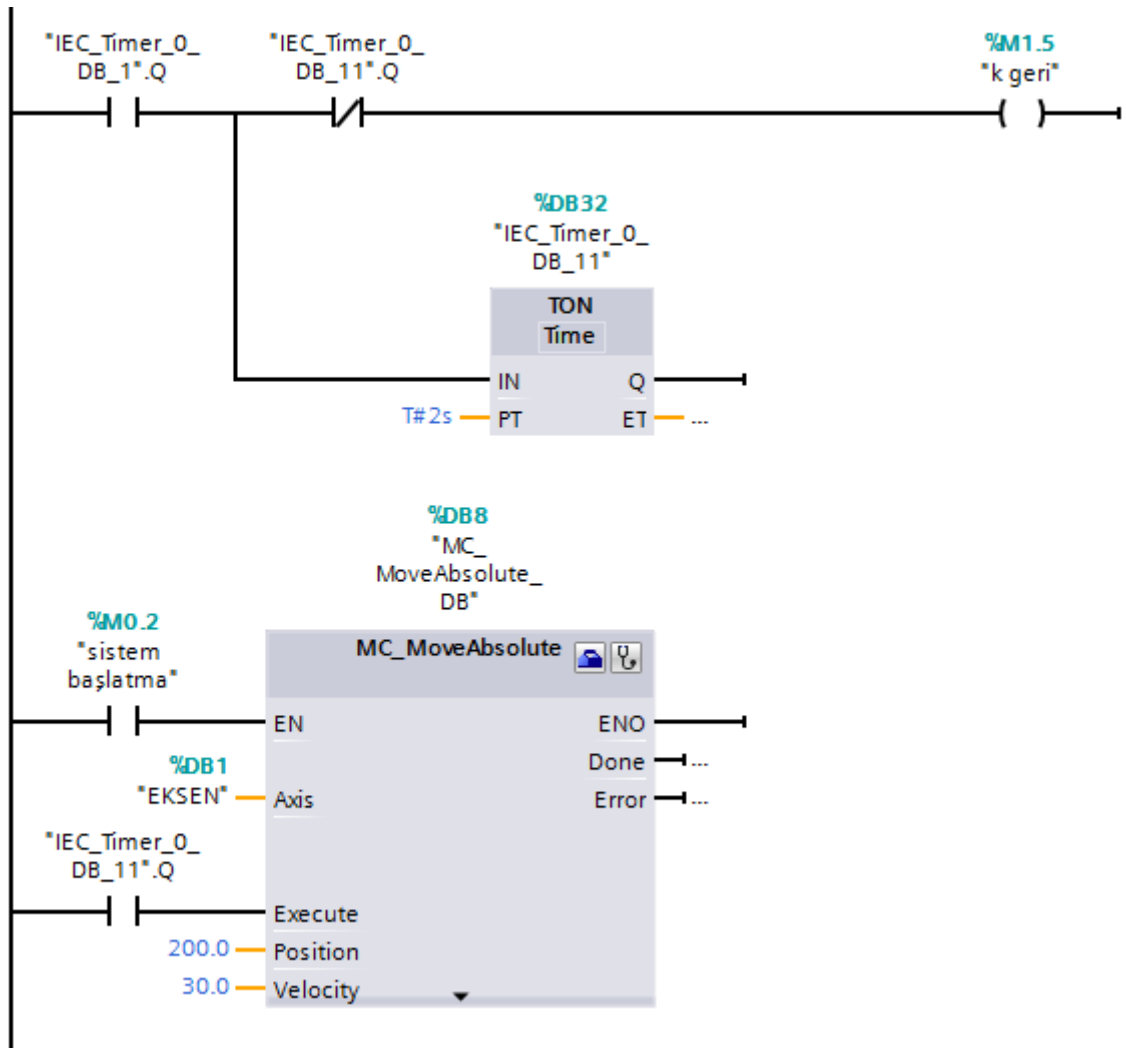 "IEC_Timer_0_
DB_1".Q
"IEC_Timer_0_
DB_11".Q
%M1.5
"k geri"
%DB32
"IEC_Timer_0_
DB_11"
TON
Time
IN
Q
T#2s
PT
ET
...
%DB8
"MC_
MoveAbsolute_
DB"
%M0.2
"sistem
başlatma"
MC_MoveAbsolute
EN
ENO
Done
...
%DB1
"EKSEN"
Axis
Error
...
"IEC_Timer_0_
DB_11".Q
Execute
200.0
Position
30.0
Velocity